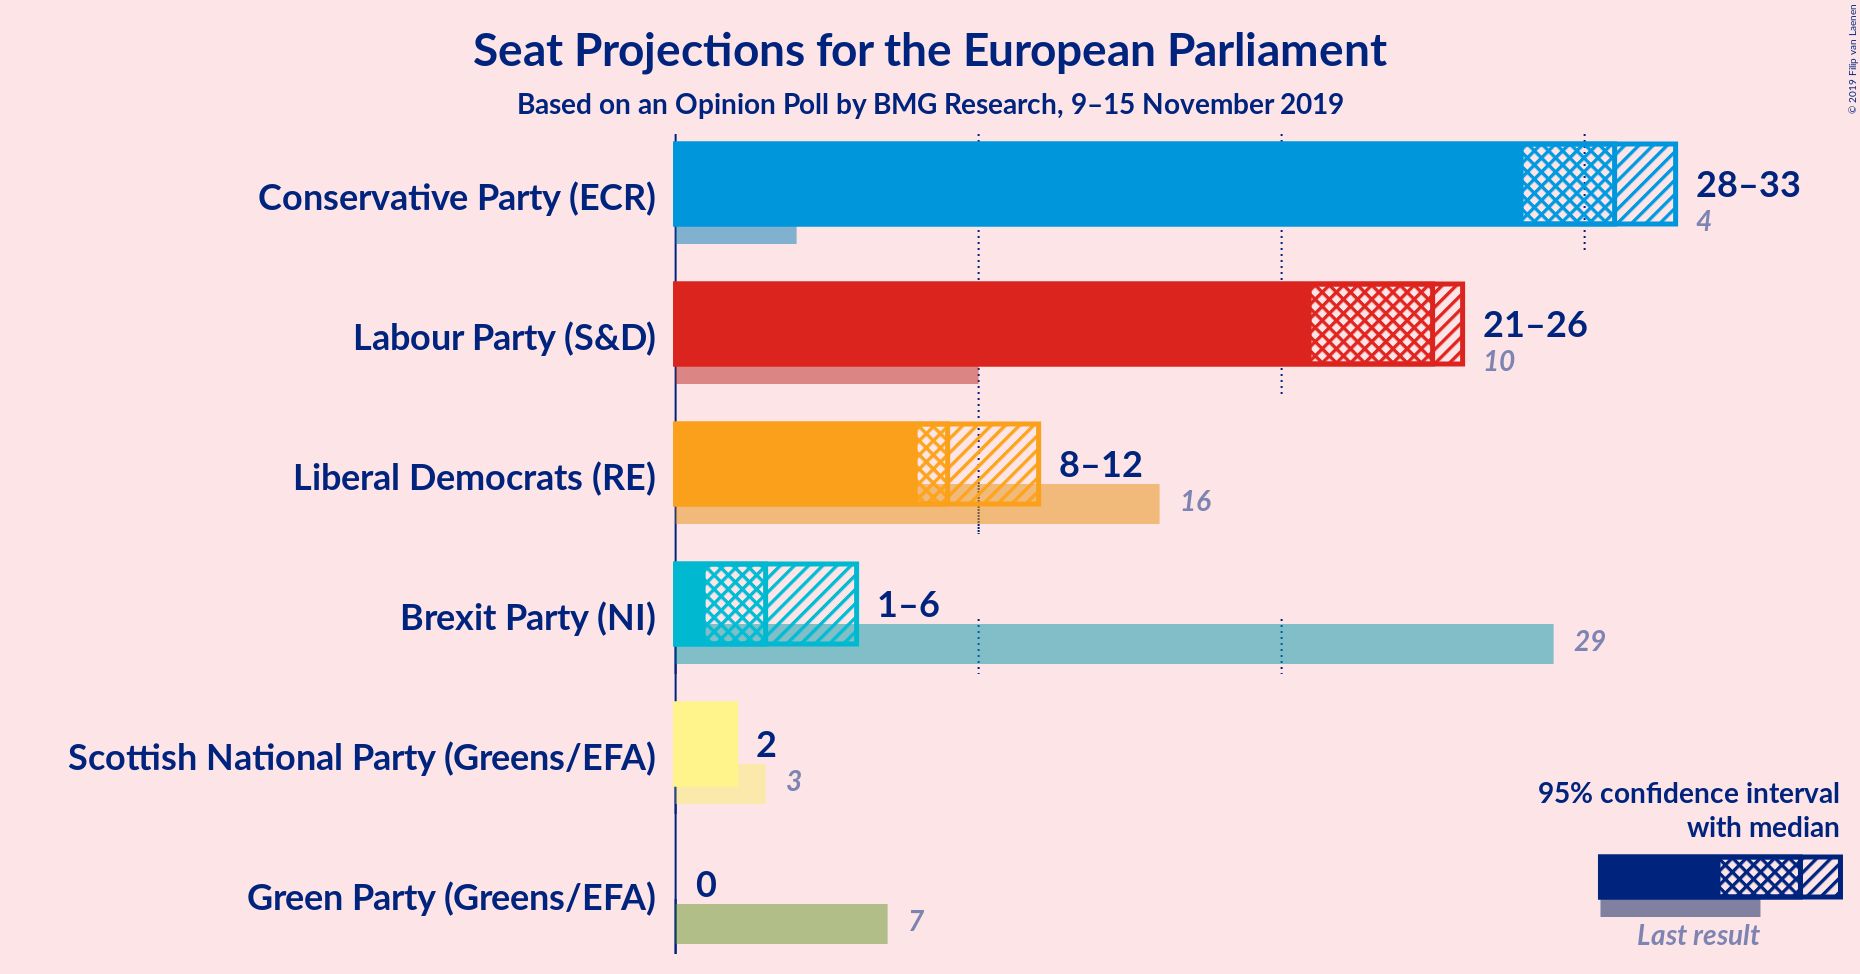 Seat Projections for the European Parliament
Based on an Opinion Poll by BMG Research, 9–15 November 2019
© 2019 Filip van Laenen
Conservative Party (ECR)
28–33
4
Labour Party (S&D)
21–26
10
Liberal Democrats (RE)
8–12
16
Brexit Party (NI)
1–6
29
Scottish National Party (Greens/EFA)
2
3
Green Party (Greens/EFA)
0
7
95% confidence interval
with median
Last result